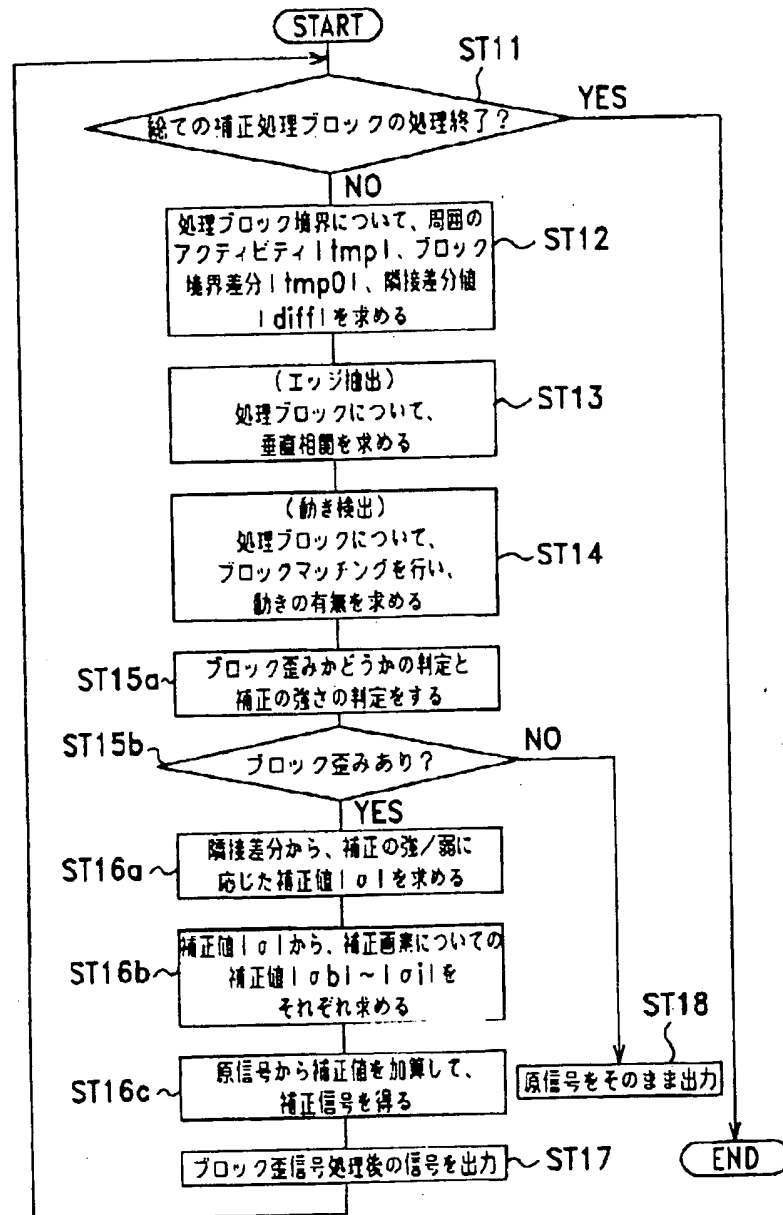 START
ST11
総ての補正処理ブロックの処理終了?
YES
NO
処理ブロック境界について、周囲の
アクティビティ|tmp|、ブロック
境界差分|tmp0|、隣接差分値
|diff|を求める
ST12
(エッジ抽出)
処理ブロックについて、
垂直相関を求める
ST13
(動き検出)
処理ブロックについて、
ブロックマッチングを行い、
動きの有無を求める
ST14
ST15a
ブロック歪みかどうかの判定と
補正の強さの判定をする
ST15b
ブロック歪みあり?
NO
YES
ST16a
隣接差分から、補正の強/弱に
応じた補正値|σ|を求める
ST16b
補正値|σ|から、補正画素についての
補正値|σb|~|σi|を
それぞれ求める
ST16c
原信号から補正値を加算して、
補正信号を得る
ST18
原信号をそのまま出力
ブロック歪信号処理後の信号を出力
ST17
END